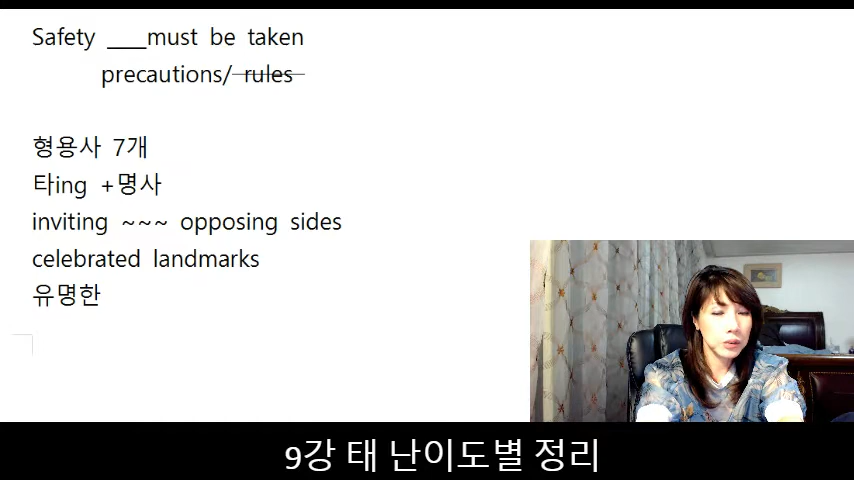 Safety ___must be taken
precautions/ rules
형용사 7개
타ing +명사
inviting ~~~ opposing sides
celebrated landmarks
유명한
9강 태 난이도별 정리